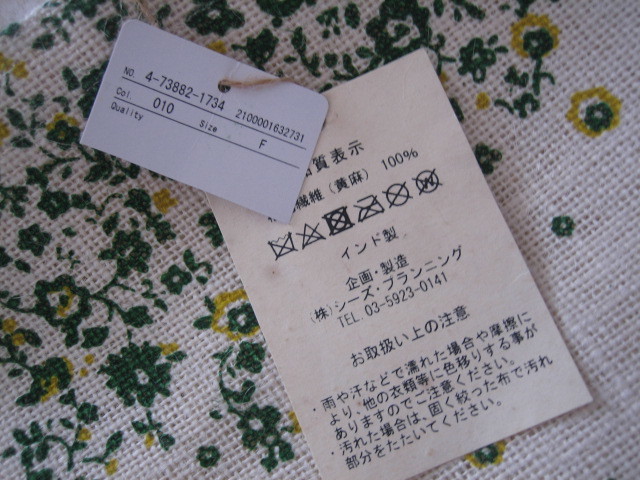 NO. 4-73882-1734
Col 010 2100001632731
Quality Size F
質表示
繊維(黄麻) 100%
インド製
企画・製造
(株)シーズ・プランニング
TEL.03-5923-0141
お取扱い上の注意
・雨や汗などで濡れた場合や摩擦に
より、他の衣類等に色移りする事が
ありますのでご注意ください。
・汚れた場合は、固く絞った布で汚れ
部分をたたいてください。